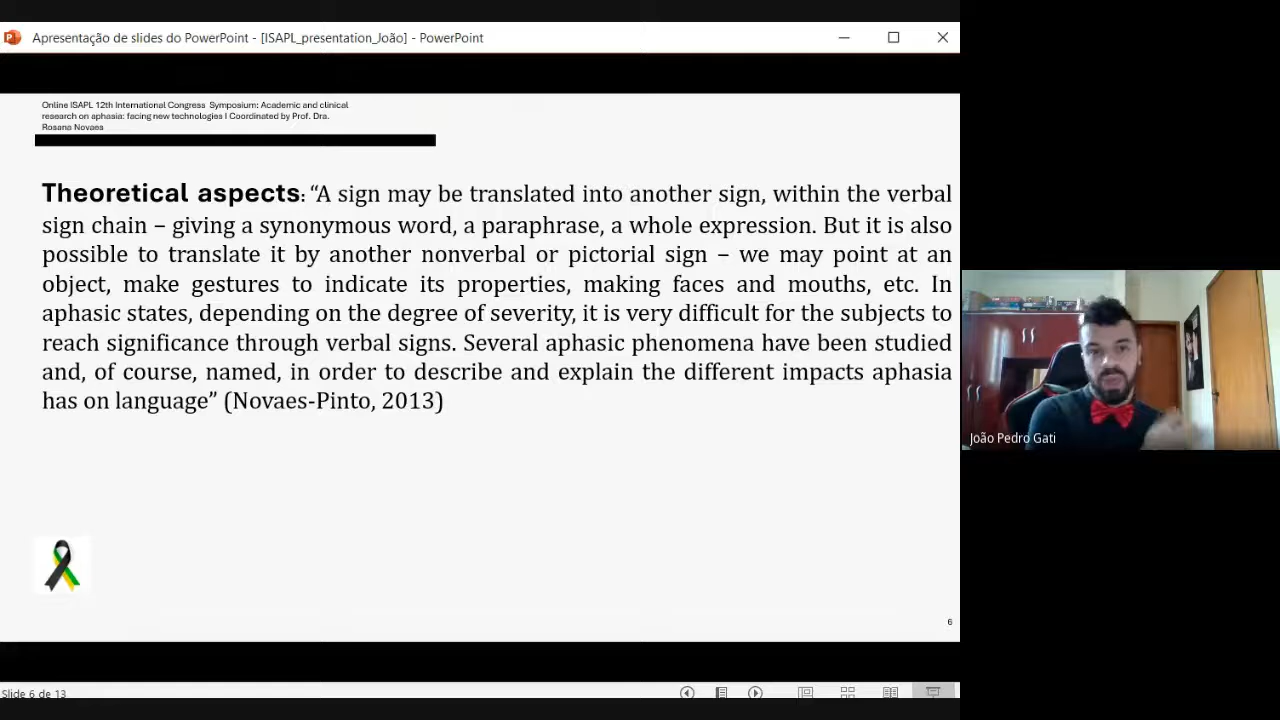 Apresentação de slides do PowerPoint - [ISAPL_presentation_João] - PowerPoint
Online ISAPL 12th International Congress Symposium: Academic and clinical
research on aphasia: facing new technologies I Coordinated by Prof. Dra.
Rosana Novaes
Theoretical aspects: “A sign may be translated into another sign, within the verbal
sign chain – giving a synonymous word, a paraphrase, a whole expression. But it is also
possible to translate it by another nonverbal or pictorial sign – we may point at an
object, make gestures to indicate its properties, making faces and mouths, etc. In
aphasic states, depending on the degree of severity, it is very difficult for the subjects to
reach significance through verbal signs. Several aphasic phenomena have been studied
and, of course, named, in order to describe and explain the different impacts aphasia
has on language” (Novaes-Pinto, 2013)
João Pedro Gati
6
Slide 6 de 13